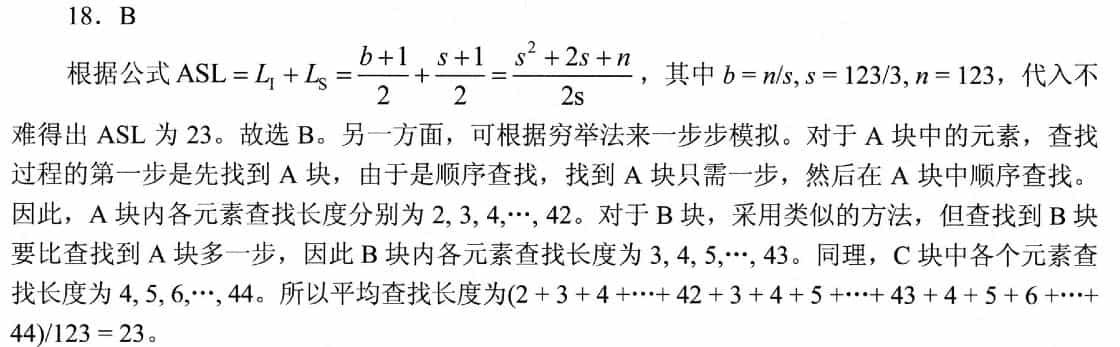 18．B
根据公式 ASL = L_I + L_S = \frac{b+1}{2} + \frac{s+1}{2} = \frac{s^2+2s+n}{2s}，其中 b = n/s, s = 123/3, n = 123，代入不
难得出 ASL 为 23。故选 B。另一方面，可根据穷举法来一步步模拟。对于 A 块中的元素，查找
过程的第一步是先找到 A 块，由于是顺序查找，找到 A 块只需一步，然后在 A 块中顺序查找。
因此，A 块内各元素查找长度分别为 2, 3, 4,…, 42。对于 B 块，采用类似的方法，但查找到 B 块
要比查找到 A 块多一步，因此 B 块内各元素查找长度为 3, 4, 5,…, 43。同理，C 块中各个元素查
找长度为 4, 5, 6,…, 44。所以平均查找长度为(2 + 3 + 4 +…+ 42 + 3 + 4 + 5 +…+ 43 + 4 + 5 + 6 +…+
44)/123 = 23。